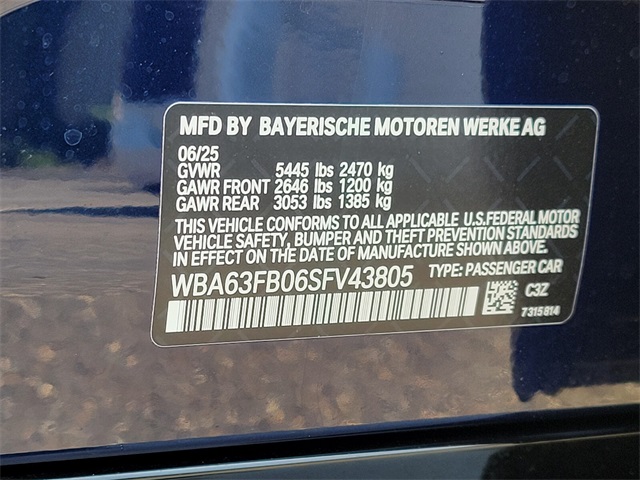 MFD BY BAYERISCHE MOTOREN WERKE AG
06/25
GVWR 5445 lbs 2470 kg
GAWR FRONT 2646 lbs 1200 kg
GAWR REAR 3053 lbs 1385 kg
THIS VEHICLE CONFORMS TO ALL APPLICABLE U.S.FEDERAL MOTOR
VEHICLE SAFETY, BUMPER AND THEFT PREVENTION STANDARDS
IN EFFECT ON THE DATE OF MANUFACTURE SHOWN ABOVE.
WBA63FB06SFV43805 TYPE: PASSENGER CAR
C3Z
7315814